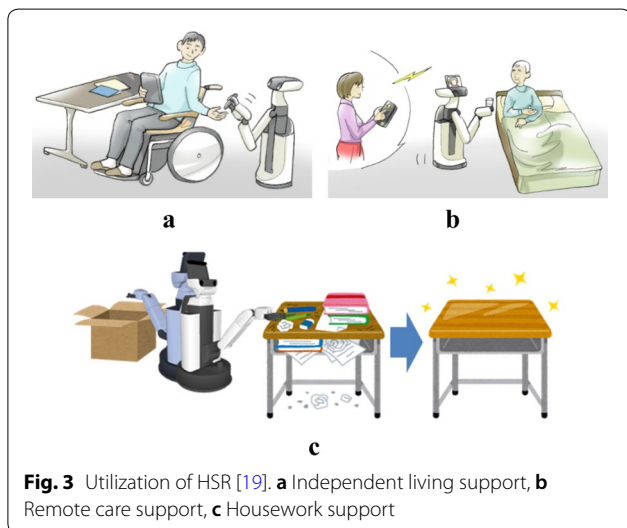 a
b
c
Fig. 3 Utilization of HSR [19]. a Independent living support, b
Remote care support, c Housework support